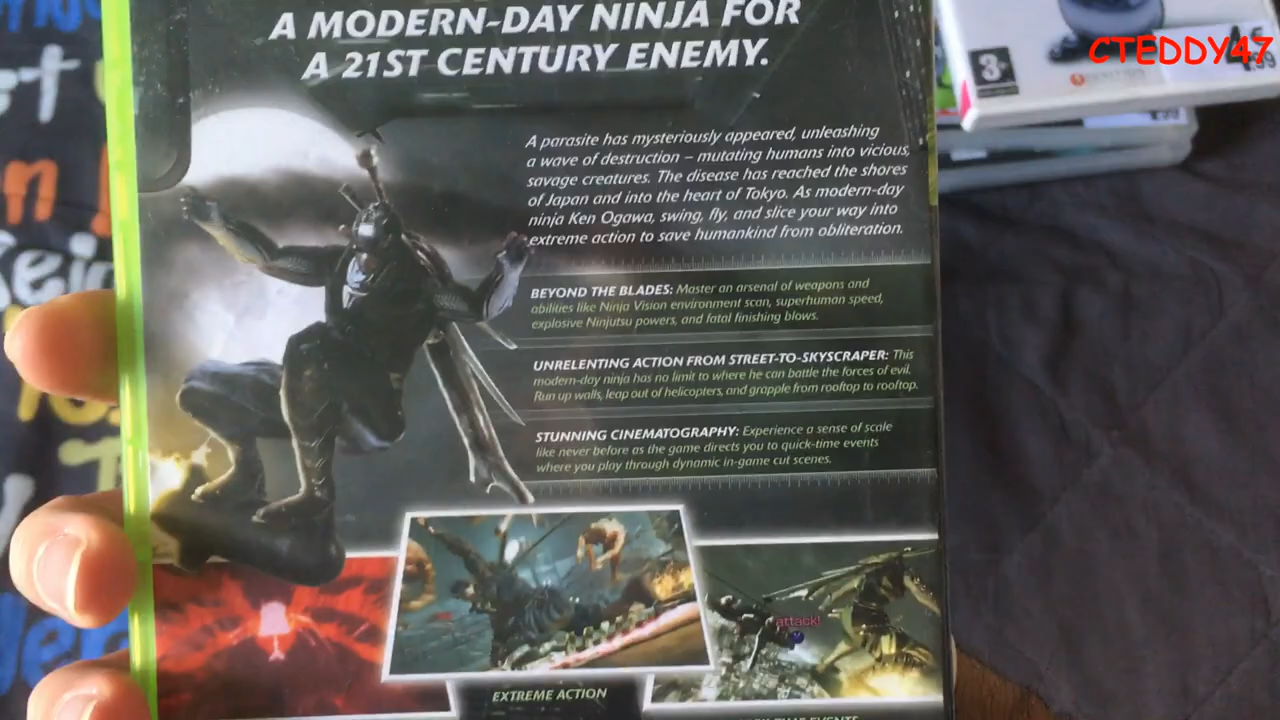 A MODERN-DAY NINJA FOR
A 21ST CENTURY ENEMY.
CTEDDY47
3+
A parasite has mysteriously appeared, unleashing
a wave of destruction – mutating humans into vicious,
savage creatures. The disease has reached the shores
of Japan and into the heart of Tokyo. As modern-day
ninja Ken Ogawa, swing, fly, and slice your way into
extreme action to save humankind from obliteration.
BEYOND THE BLADES: Master an arsenal of weapons and
abilities like Ninja Vision environment scan, superhuman speed,
explosive Ninjutsu powers, and fatal finishing blows.
UNRELENTING ACTION FROM STREET-TO-SKYSCRAPER: This
modern-day ninja has no limit to where he can battle the forces of evil.
Run up walls, leap out of helicopters, and grapple from rooftop to rooftop.
STUNNING CINEMATOGRAPHY: Experience a sense of scale
like never before as the game directs you to quick-time events
where you play through dynamic in-game cut scenes.
attack!
EXTREME ACTION